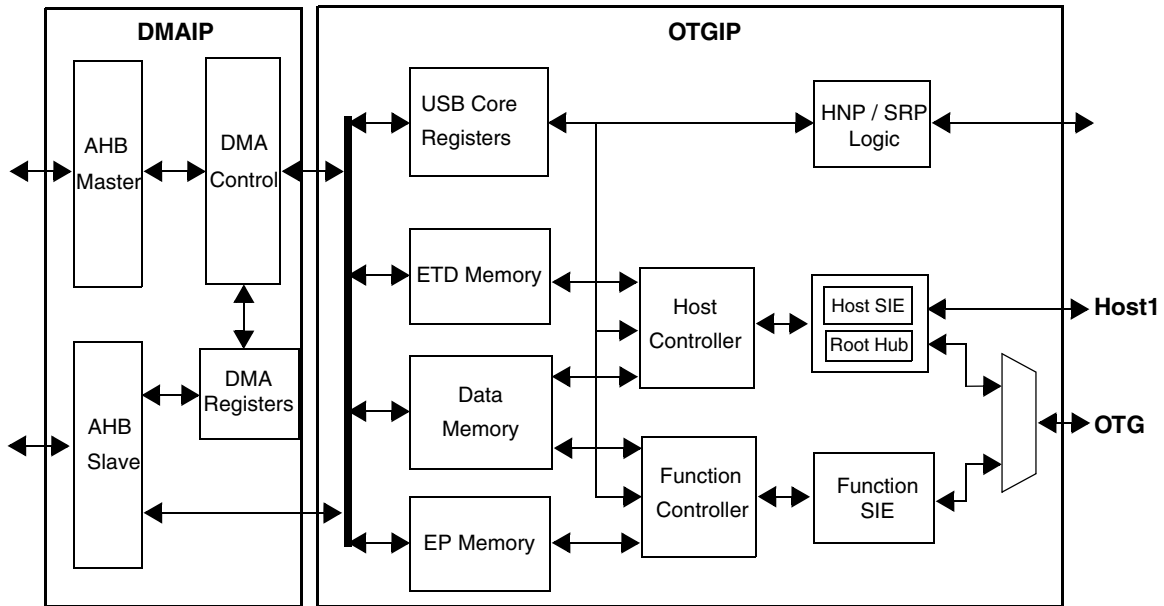 DMAIP
OTGIP
AHB
Master
DMA
Control
USB Core
Registers
HNP / SRP
Logic
ETD Memory
Host
Controller
Host SIE
Root Hub
Host1
AHB
Slave
DMA
Registers
Data
Memory
OTG
Function
Controller
Function
SIE
EP Memory